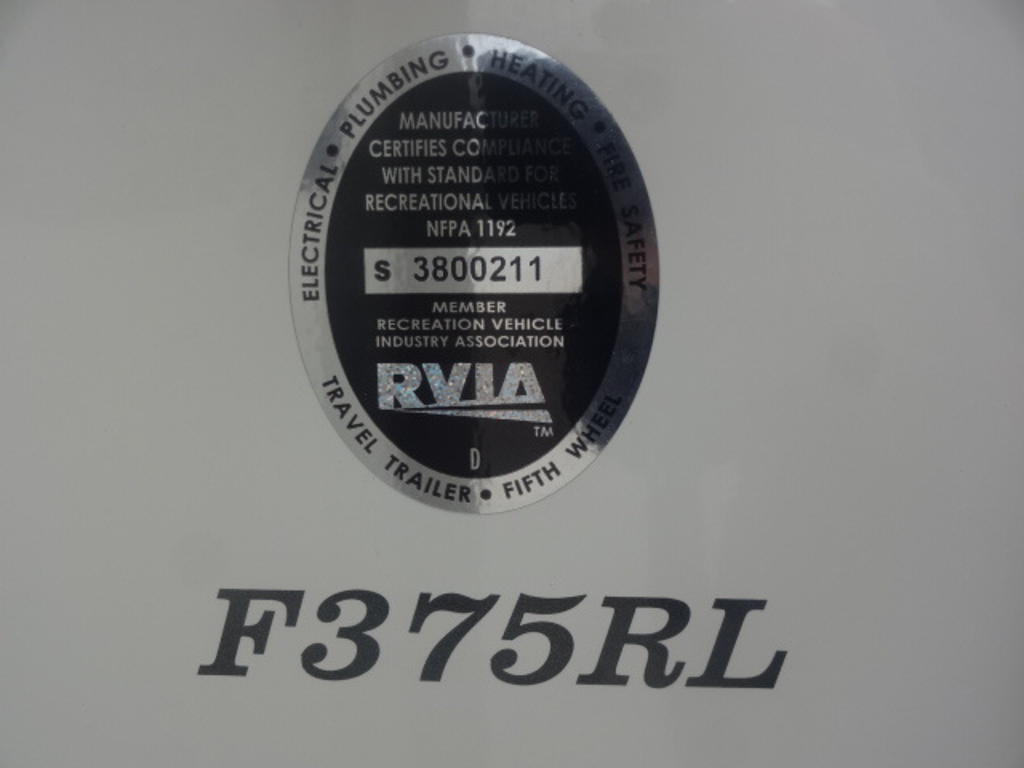 ELECTRICAL • PLUMBING • HEATING • FIRE SAFETY
MANUFACTURER
CERTIFIES COMPLIANCE
WITH STANDARD FOR
RECREATIONAL VEHICLES
NFPA 1192
S 3800211
MEMBER
RECREATION VEHICLE
INDUSTRY ASSOCIATION
RVIA
TM
D
TRAVEL TRAILER • FIFTH WHEEL
F375RL